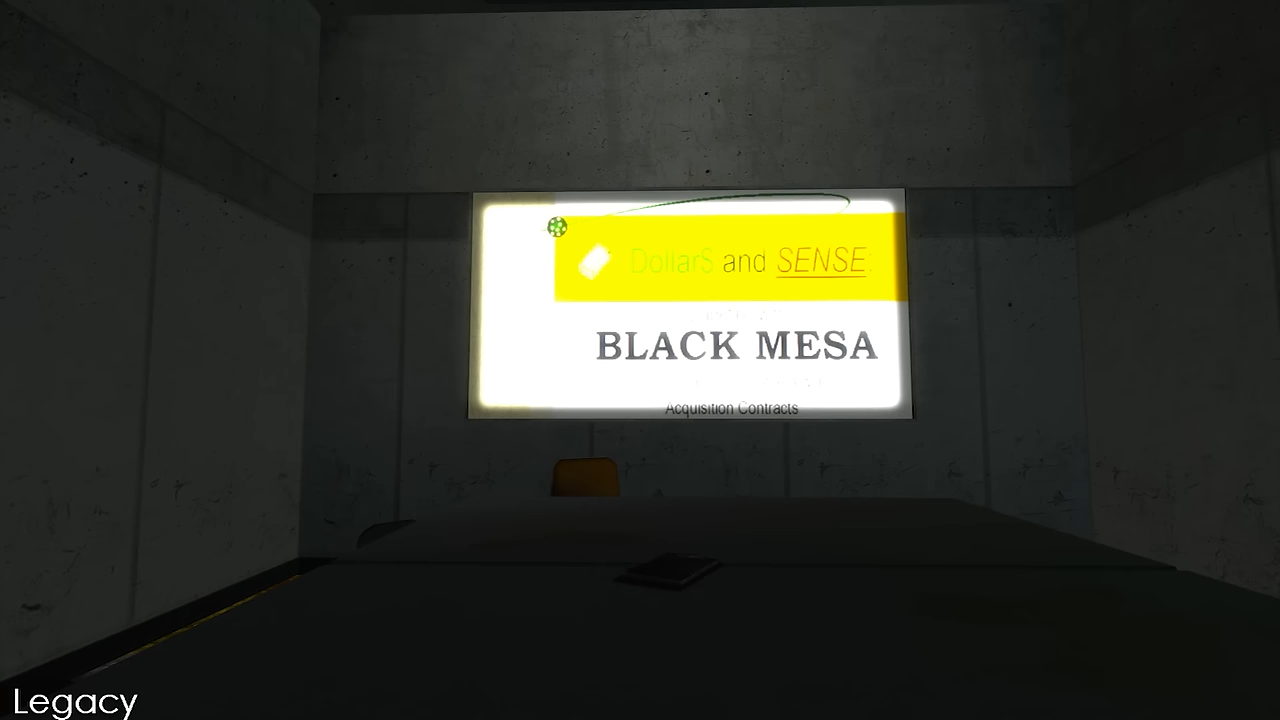 DollarS and SENSE:
BLACK MESA
Acquisition Contracts
Legacy